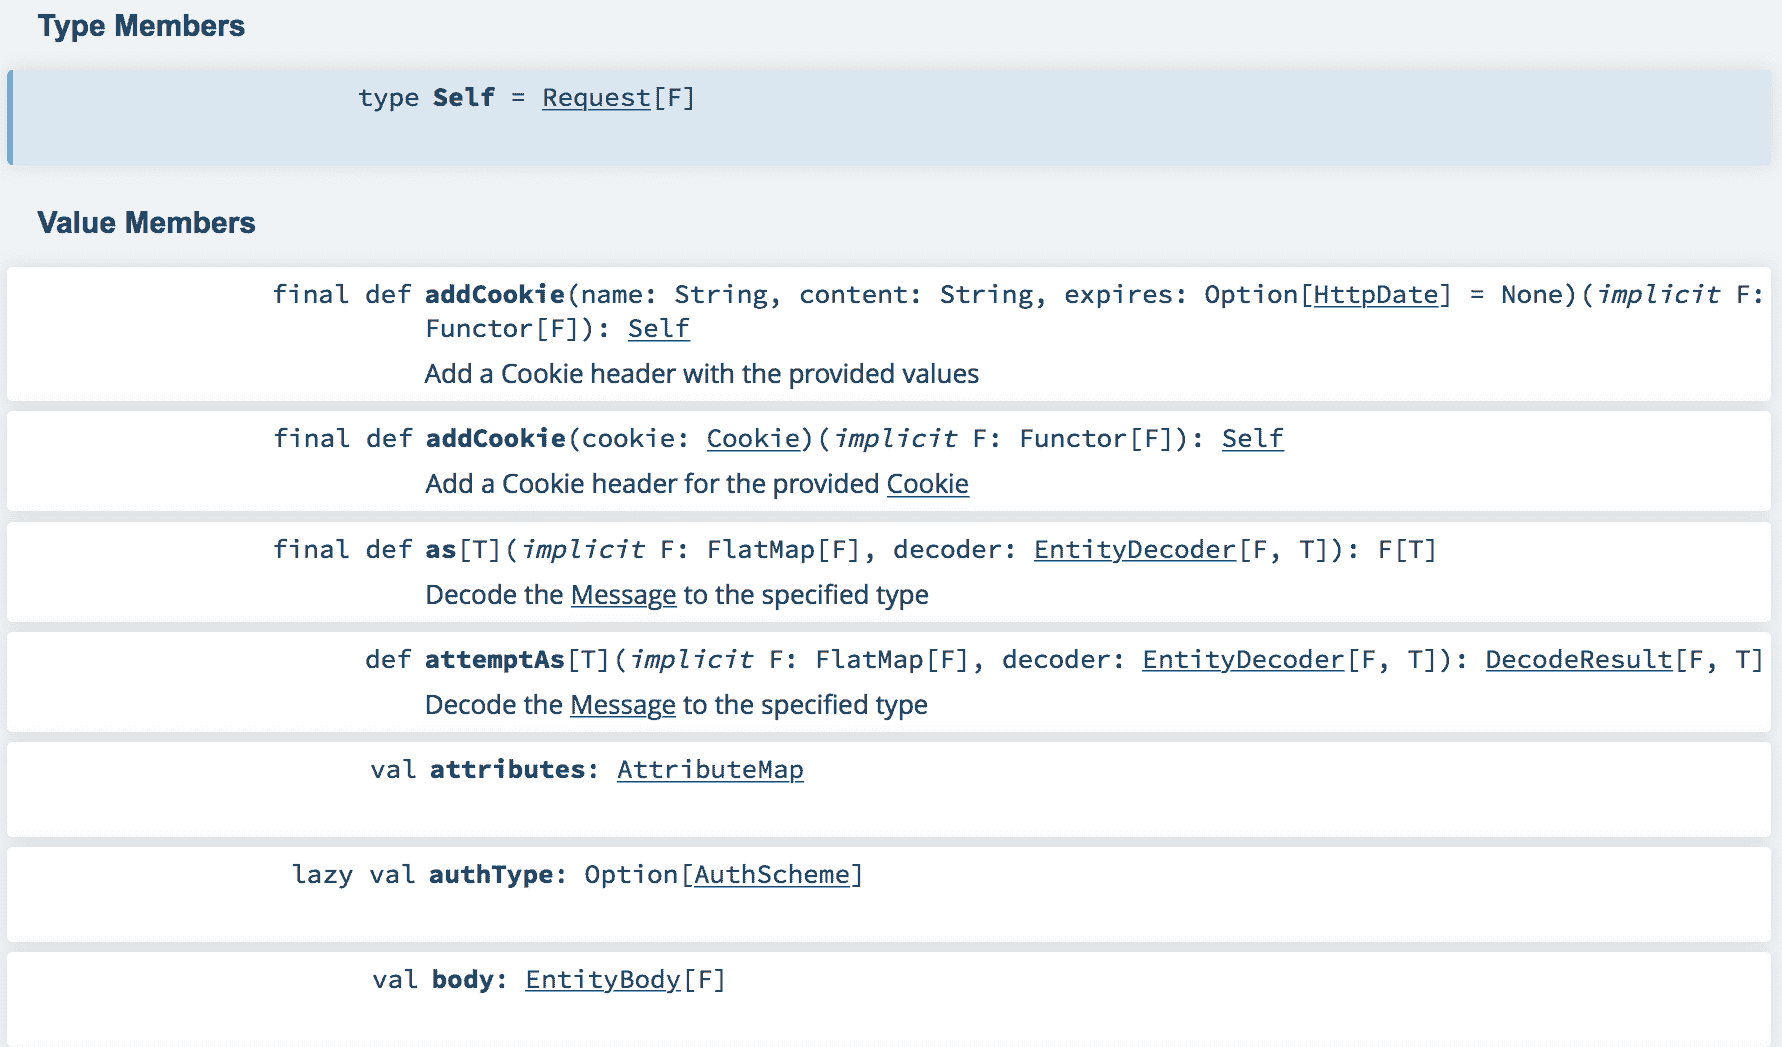 Type Members
type Self = Request[F]
Value Members
final def addCookie(name: String, content: String, expires: Option[HttpDate] = None)(implicit F:
Functor[F]): Self
Add a Cookie header with the provided values
final def addCookie(cookie: Cookie)(implicit F: Functor[F]): Self
Add a Cookie header for the provided Cookie
final def as[T](implicit F: FlatMap[F], decoder: EntityDecoder[F, T]): F[T]
Decode the Message to the specified type
def attemptAs[T](implicit F: FlatMap[F], decoder: EntityDecoder[F, T]): DecodeResult[F, T]
Decode the Message to the specified type
val attributes: AttributeMap
lazy val authType: Option[AuthScheme]
val body: EntityBody[F]